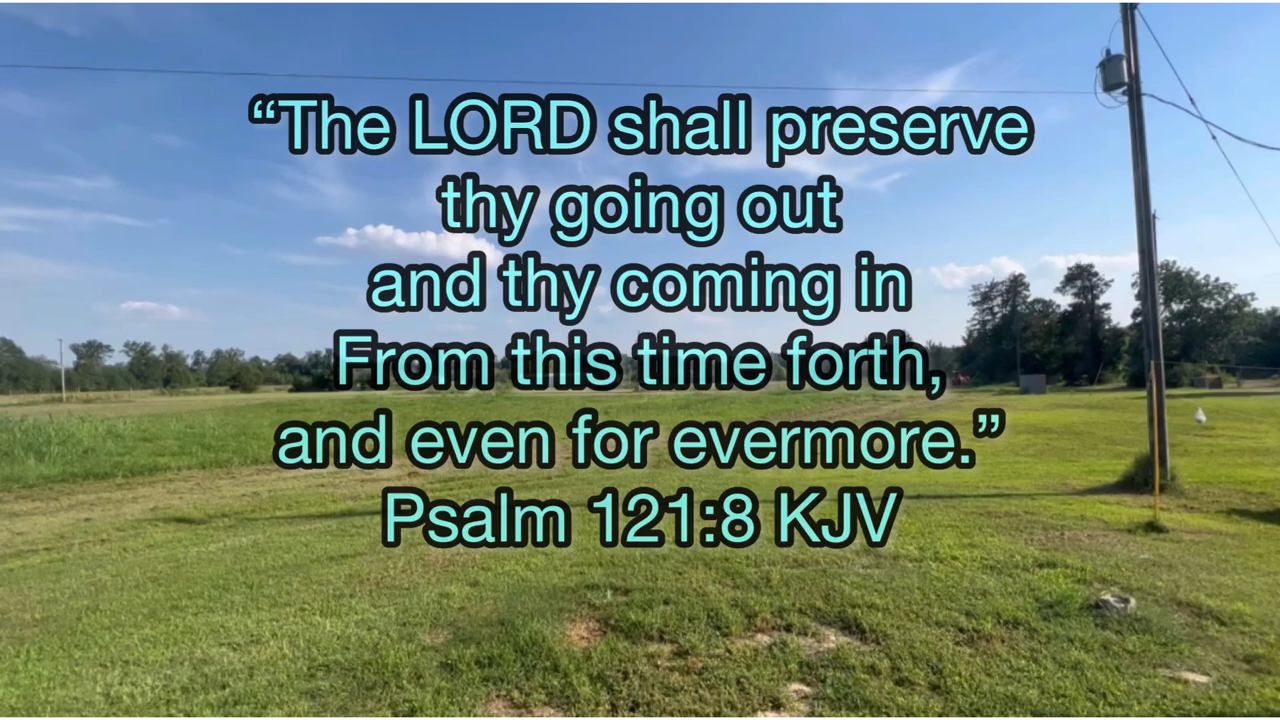 “The LORD shall preserve
thy going out
and thy coming in
From this time forth,
and even for evermore.”
Psalm 121:8 KJV